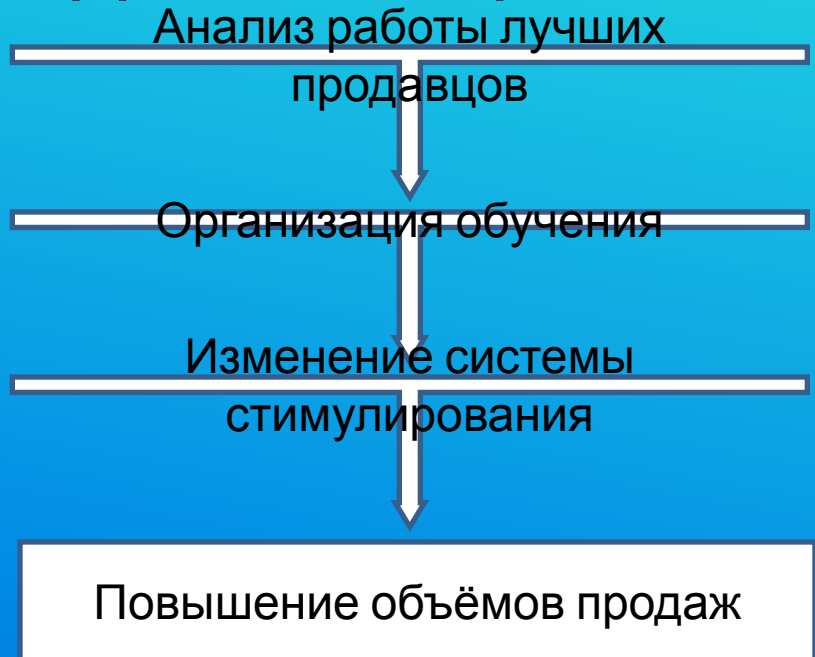 Анализ работы лучших
продавцов
Организация обучения
Изменение системы
стимулирования
Повышение объёмов продаж